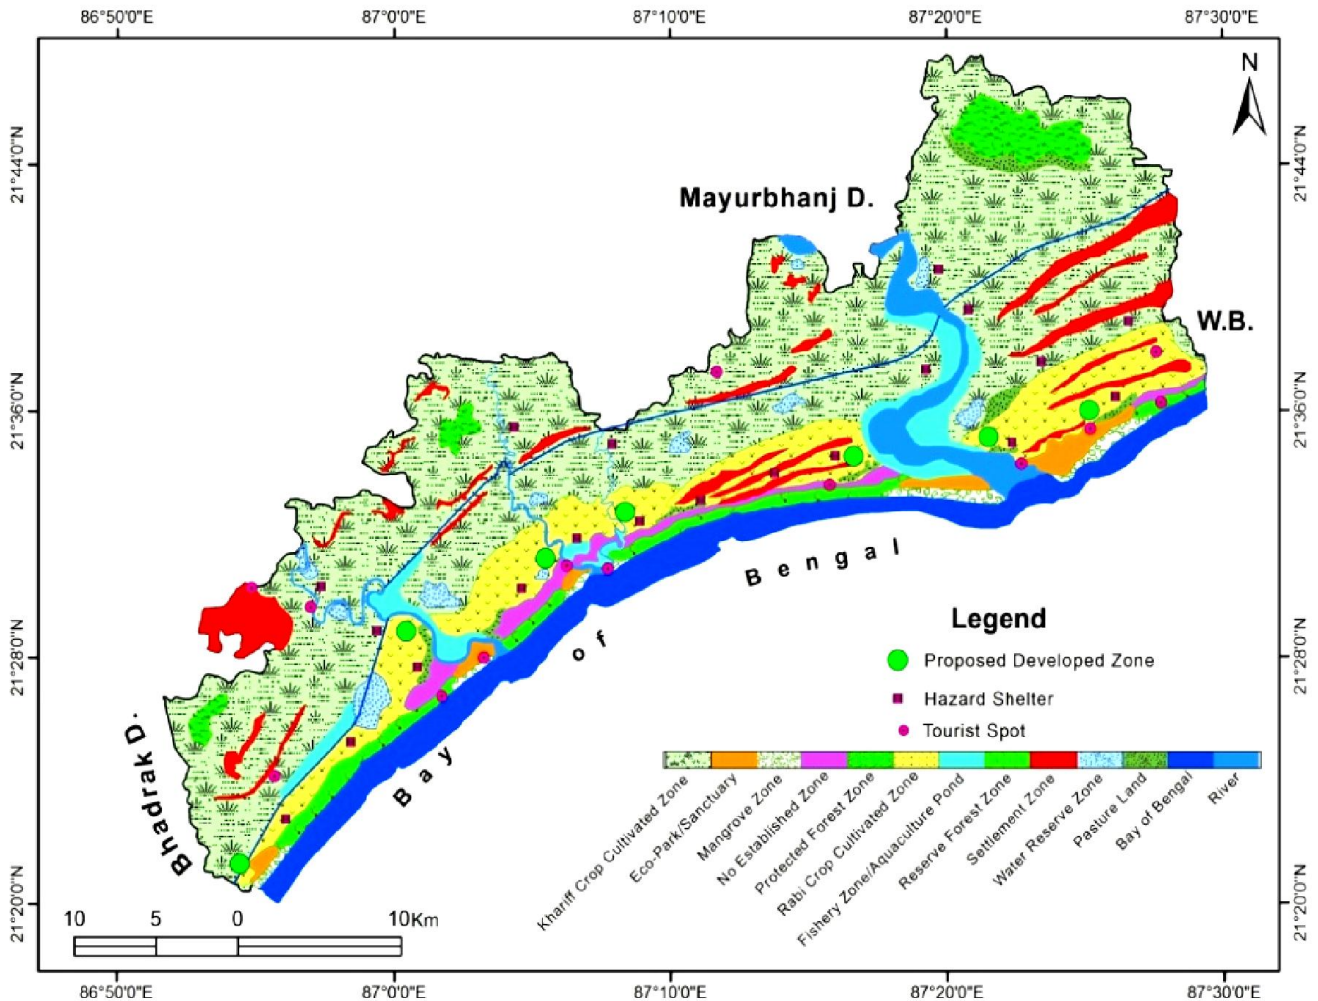 86°50'0"E 87°0'0"E 87°10'0"E 87°20'0"E 87°30'0"E
N
21°44'0"N 21°44'0"N
Mayurbhanj D.
W.B.
21°36'0"N 21°36'0"N
Bay of Bengal
Legend
21°28'0"N 21°28'0"N
Proposed Developed Zone
Hazard Shelter
Tourist Spot
Bhadrak D.
Khariff Crop Cultivated Zone
Eco-Park/Sanctuary
Mangrove Zone
No Established Zone
Protected Forest Zone
Rabi Crop Cultivated Zone
Fishery Zone/Aquaculture Pond
Reserve Forest Zone
Settlement Zone
Water Reserve Zone
Pasture Land
Bay of Bengal
River
21°20'0"N 21°20'0"N
10 5 0 10Km
86°50'0"E 87°0'0"E 87°10'0"E 87°20'0"E 87°30'0"E